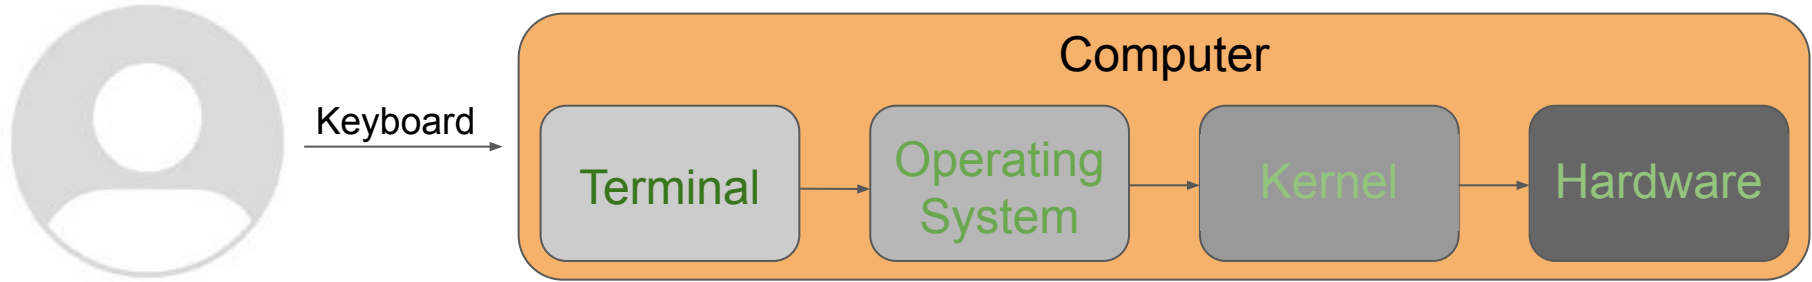 Computer
Keyboard
Terminal
Operating
System
Kernel
Hardware